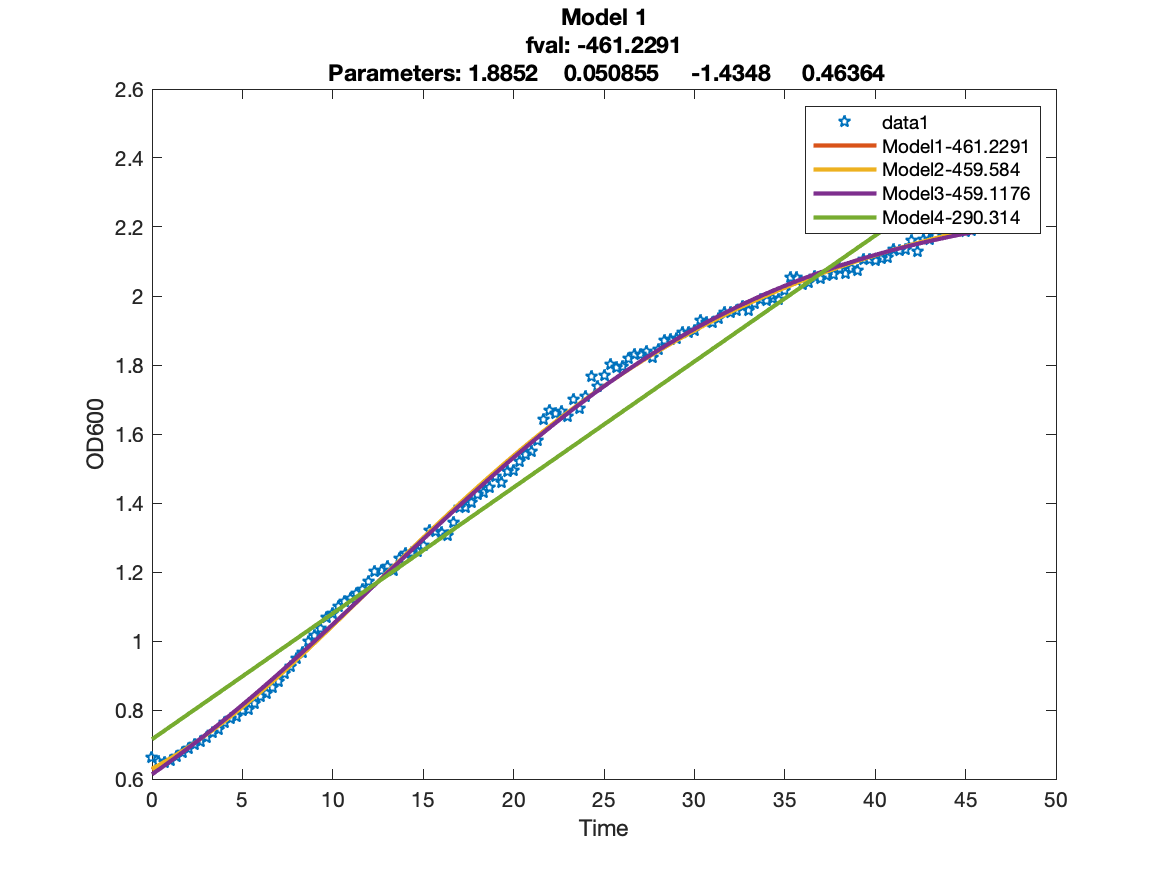 Model 1
fval: -461.2291
Parameters: 1.8852 0.050855 -1.4348 0.46364
2.6
2.4
2.2
2
1.8
1.6
1.4
1.2
1
0.8
0.6
OD600
data1
Model1-461.2291
Model2-459.584
Model3-459.1176
Model4-290.314
0 5 10 15 20 25 30 35 40 45 50
Time